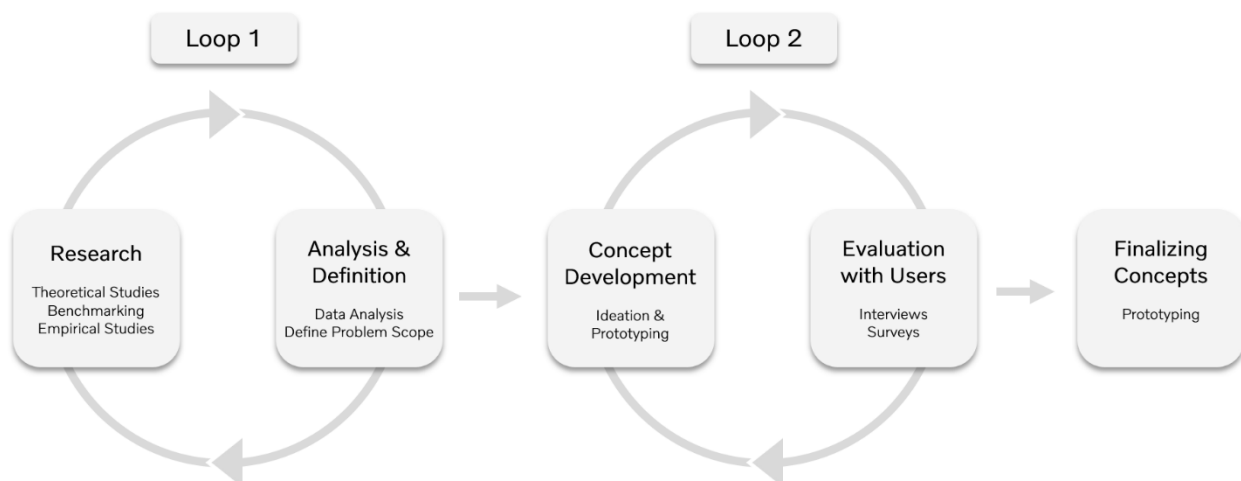 Loop 1
Loop 2
Research
Theoretical Studies
Benchmarking
Empirical Studies
Analysis &
Definition
Data Analysis
Define Problem Scope
Concept
Development
Ideation &
Prototyping
Evaluation
with Users
Interviews
Surveys
Finalizing
Concepts
Prototyping